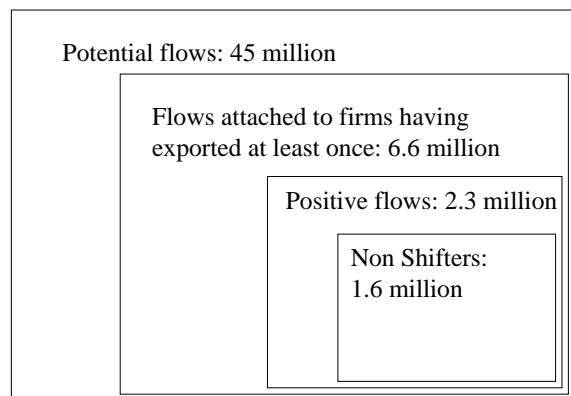 Potential flows: 45 million
Flows attached to firms having
exported at least once: 6.6 million
Positive flows: 2.3 million
Non Shifters:
1.6 million